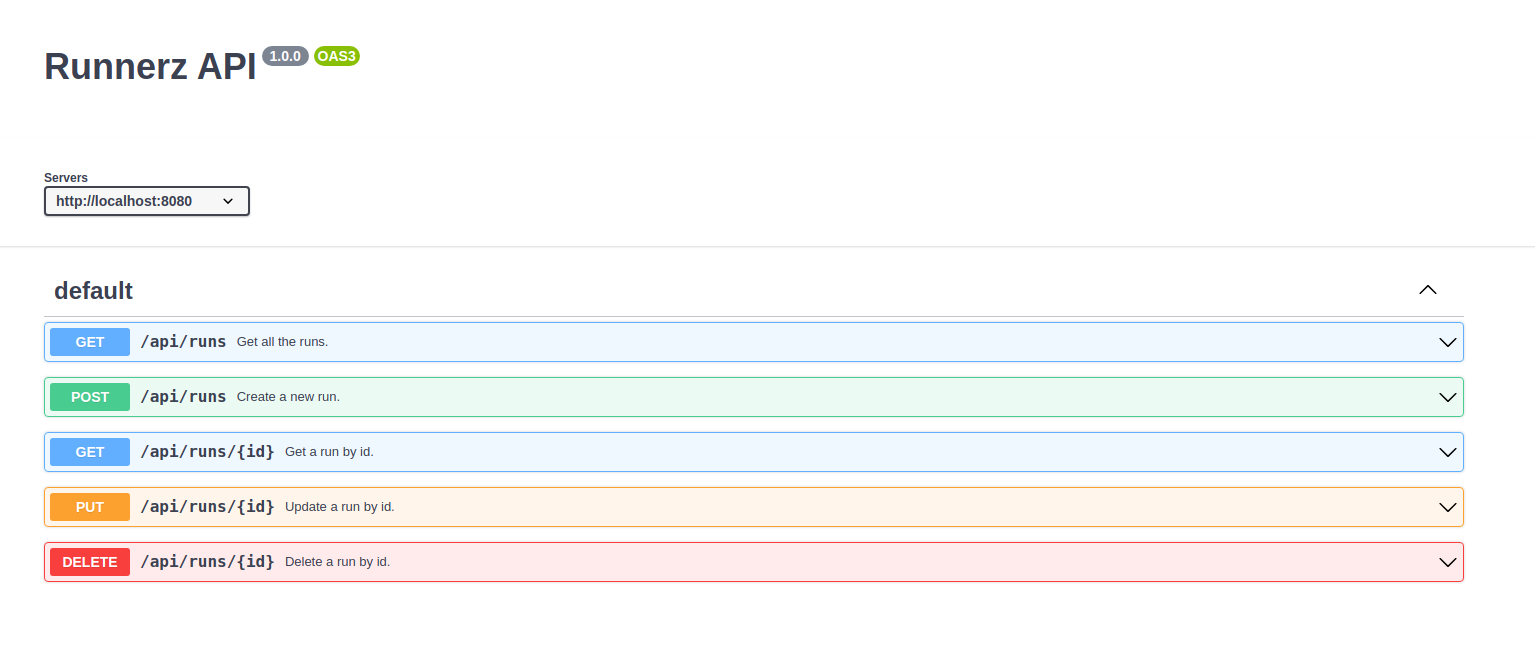 Runnerz API 1.0.0 OAS3
Servers
http://localhost:8080
default
GET /api/runs Get all the runs.
POST /api/runs Create a new run.
GET /api/runs/{id} Get a run by id.
PUT /api/runs/{id} Update a run by id.
DELETE /api/runs/{id} Delete a run by id.